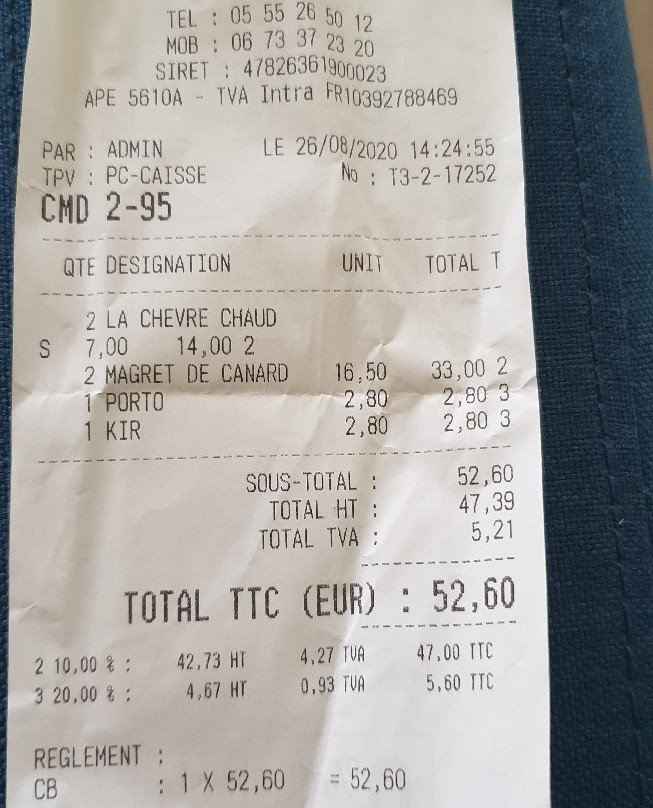 TEL : 05 55 26 50 12
MOB : 06 73 37 23 20
SIRET : 47826361900023
APE 5610A - TVA Intra FR10392788469
PAR : ADMIN LE 26/08/2020 14:24:55
TPV : PC-CAISSE No : T3-2-17252
CMD 2-95
QTE DESIGNATION UNIT TOTAL T
2 LA CHEVRE CHAUD
S 7,00 14,00 2
2 MAGRET DE CANARD 16,50 33,00 2
1 PORTO 2,80 2,80 3
1 KIR 2,80 2,80 3
SOUS-TOTAL : 52,60
TOTAL HT : 47,39
TOTAL TVA : 5,21
TOTAL TTC (EUR) : 52,60
2 10,00 % : 42,73 HT 4,27 TVA 47,00 TTC
3 20,00 % : 4,67 HT 0,93 TVA 5,60 TTC
REGLEMENT :
CB : 1 X 52,60 = 52,60